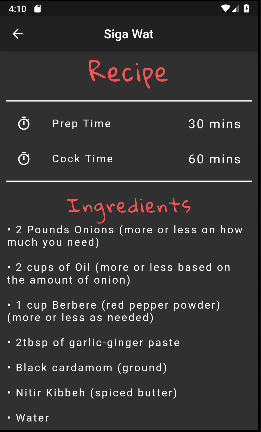 4:10
Siga Wat
Recipe
Prep Time 30 mins
Cock Time 60 mins
Ingredients
• 2 Pounds Onions (more or less on how
much you need)
• 2 cups of Oil (more or less based on
the amount of onion)
• 1 cup Berbere (red pepper powder)
(more or less as needed)
• 2tbsp of garlic-ginger paste
• Black cardamom (ground)
• Nitir Kibbeh (spiced butter)
• Water